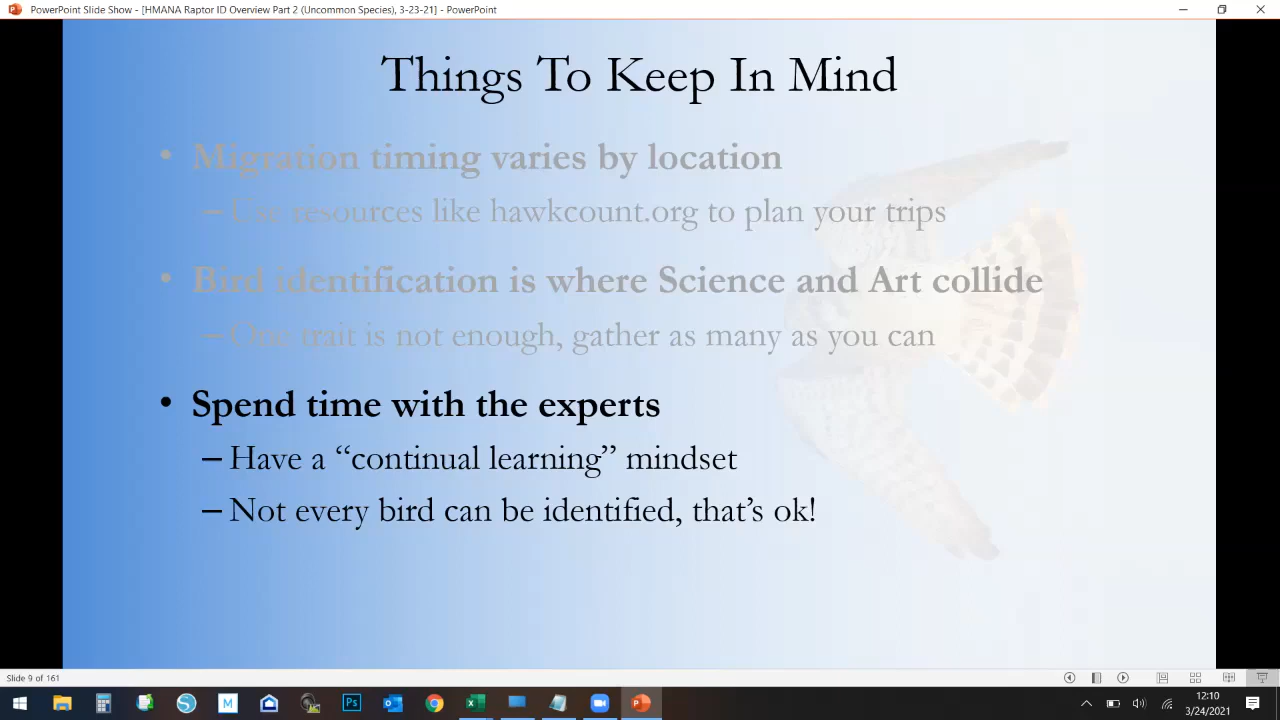 PowerPoint Slide Show - [HMANA Raptor ID Overview Part 2 (Uncommon Species), 3-23-21] - PowerPoint
Things To Keep In Mind
• Migration timing varies by location
– Use resources like hawkcount.org to plan your trips
• Bird identification is where Science and Art collide
– One trait is not enough, gather as many as you can
• Spend time with the experts
– Have a “continual learning” mindset
– Not every bird can be identified, that’s ok!
Slide 9 of 161
M
Ps
12:10
3/24/2021